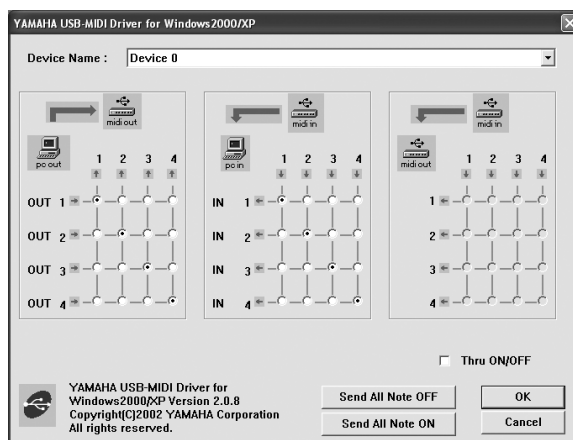 YAMAHA USB-MIDI Driver for Windows2000/XP
Device Name : Device 0
midi out
pc out
1 2 3 4
OUT 1
OUT 2
OUT 3
OUT 4
midi in
pc in
1 2 3 4
IN 1
IN 2
IN 3
IN 4
midi in
midi out
1 2 3 4
1
2
3
4
Thru ON/OFF
YAMAHA USB-MIDI Driver for
Windows2000/XP Version 2.0.8
Copyright(C)2002 YAMAHA Corporation
All rights reserved.
Send All Note OFF
OK
Send All Note ON
Cancel